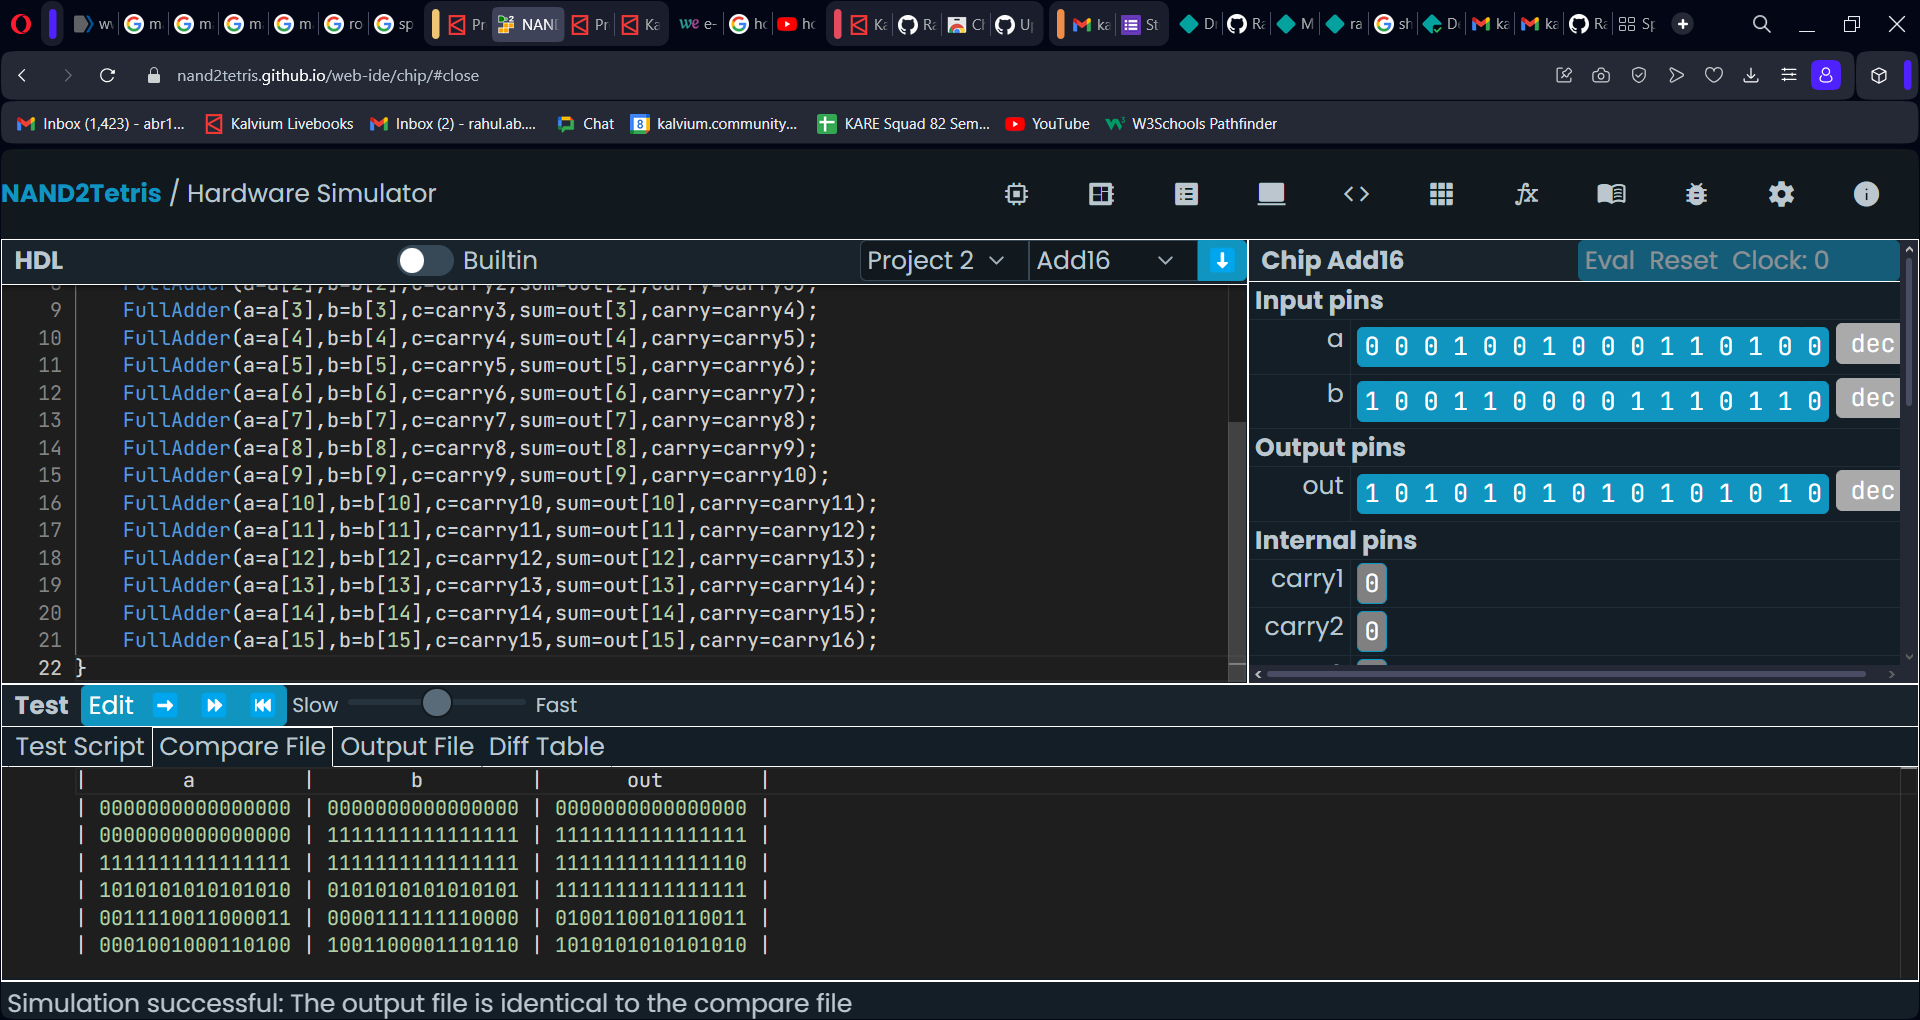 nand2tetris.github.io/web-ide/chip/#close
Inbox (1,423) - abr1...
Kalvium Livebooks
Inbox (2) - rahul.ab....
Chat
kalvium.community,...
KARE Squad 82 Sem...
YouTube
W3Schools Pathfinder
NAND2Tetris / Hardware Simulator
HDL
Builtin
Project 2
Add16
Chip Add16
Eval Reset Clock: 0
8 FullAdder(a=a[2],b=b[2],c=carry2,sum=out[2],carry=carry3);
9 FullAdder(a=a[3],b=b[3],c=carry3,sum=out[3],carry=carry4);
10 FullAdder(a=a[4],b=b[4],c=carry4,sum=out[4],carry=carry5);
11 FullAdder(a=a[5],b=b[5],c=carry5,sum=out[5],carry=carry6);
12 FullAdder(a=a[6],b=b[6],c=carry6,sum=out[6],carry=carry7);
13 FullAdder(a=a[7],b=b[7],c=carry7,sum=out[7],carry=carry8);
14 FullAdder(a=a[8],b=b[8],c=carry8,sum=out[8],carry=carry9);
15 FullAdder(a=a[9],b=b[9],c=carry9,sum=out[9],carry=carry10);
16 FullAdder(a=a[10],b=b[10],c=carry10,sum=out[10],carry=carry11);
17 FullAdder(a=a[11],b=b[11],c=carry11,sum=out[11],carry=carry12);
18 FullAdder(a=a[12],b=b[12],c=carry12,sum=out[12],carry=carry13);
19 FullAdder(a=a[13],b=b[13],c=carry13,sum=out[13],carry=carry14);
20 FullAdder(a=a[14],b=b[14],c=carry14,sum=out[14],carry=carry15);
21 FullAdder(a=a[15],b=b[15],c=carry15,sum=out[15],carry=carry16);
22 }
Input pins
a 0 0 0 1 0 0 1 0 0 0 1 1 0 1 0 0 dec
b 1 0 0 1 1 0 0 0 0 1 1 1 0 1 1 0 dec
Output pins
out 1 0 1 0 1 0 1 0 1 0 1 0 1 0 1 0 dec
Internal pins
carry1 0
carry2 0
Test Edit
Slow
Fast
Test Script
Compare File
Output File
Diff Table
| a | b | out |
| 0000000000000000 | 0000000000000000 | 0000000000000000 |
| 0000000000000000 | 1111111111111111 | 1111111111111111 |
| 1111111111111111 | 1111111111111111 | 1111111111111110 |
| 1010101010101010 | 0101010101010101 | 1111111111111111 |
| 0011110011000011 | 0000111111110000 | 0100110010110011 |
| 0001001000110100 | 1001100001110110 | 1010101010101010 |
Simulation successful: The output file is identical to the compare file